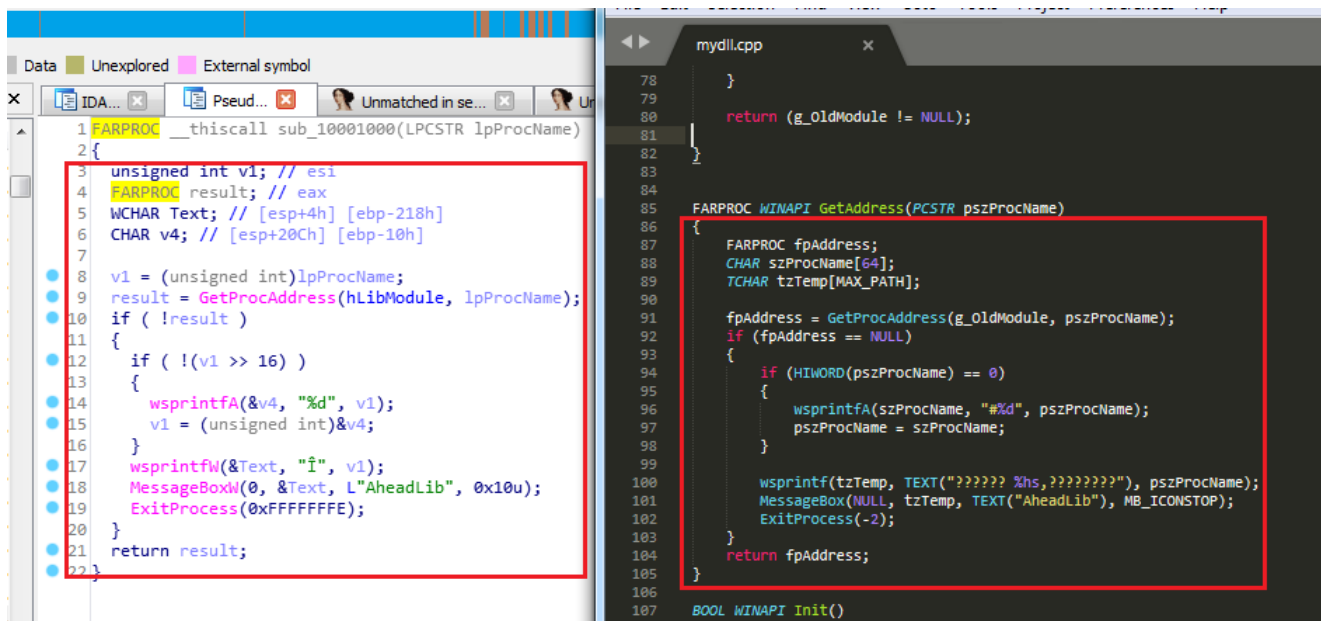 Data Unexplored External symbol
IDA... Pseud... Unmatched in se... Un
1 FARPROC __thiscall sub_10001000(LPCSTR lpProcName)
2 {
3 unsigned int v1; // esi
4 FARPROC result; // eax
5 WCHAR Text; // [esp+4h] [ebp-218h]
6 CHAR v4; // [esp+20Ch] [ebp-10h]
7
8 v1 = (unsigned int)lpProcName;
9 result = GetProcAddress(hLibModule, lpProcName);
10 if ( !result )
11 {
12 if ( !(v1 >> 16) )
13 {
14 wsprintfA(&v4, "%d", v1);
15 v1 = (unsigned int)&v4;
16 }
17 wsprintfW(&Text, "Î", v1);
18 MessageBoxW(0, &Text, L"AheadLib", 0x10u);
19 ExitProcess(0xFFFFFFFE);
20 }
21 return result;
22 }
mydll.cpp
78 }
79
80 return (g_OldModule != NULL);
81
82 }
83
84
85 FARPROC WINAPI GetAddress(PCSTR pszProcName)
86 {
87 FARPROC fpAddress;
88 CHAR szProcName[64];
89 TCHAR tzTemp[MAX_PATH];
90
91 fpAddress = GetProcAddress(g_OldModule, pszProcName);
92 if (fpAddress == NULL)
93 {
94 if (HIWORD(pszProcName) == 0)
95 {
96 wsprintfA(szProcName, "#%d", pszProcName);
97 pszProcName = szProcName;
98 }
99
100 wsprintf(tzTemp, TEXT("?????? %hs,????????"), pszProcName);
101 MessageBox(NULL, tzTemp, TEXT("AheadLib"), MB_ICONSTOP);
102 ExitProcess(-2);
103 }
104 return fpAddress;
105 }
106
107 BOOL WINAPI Init()